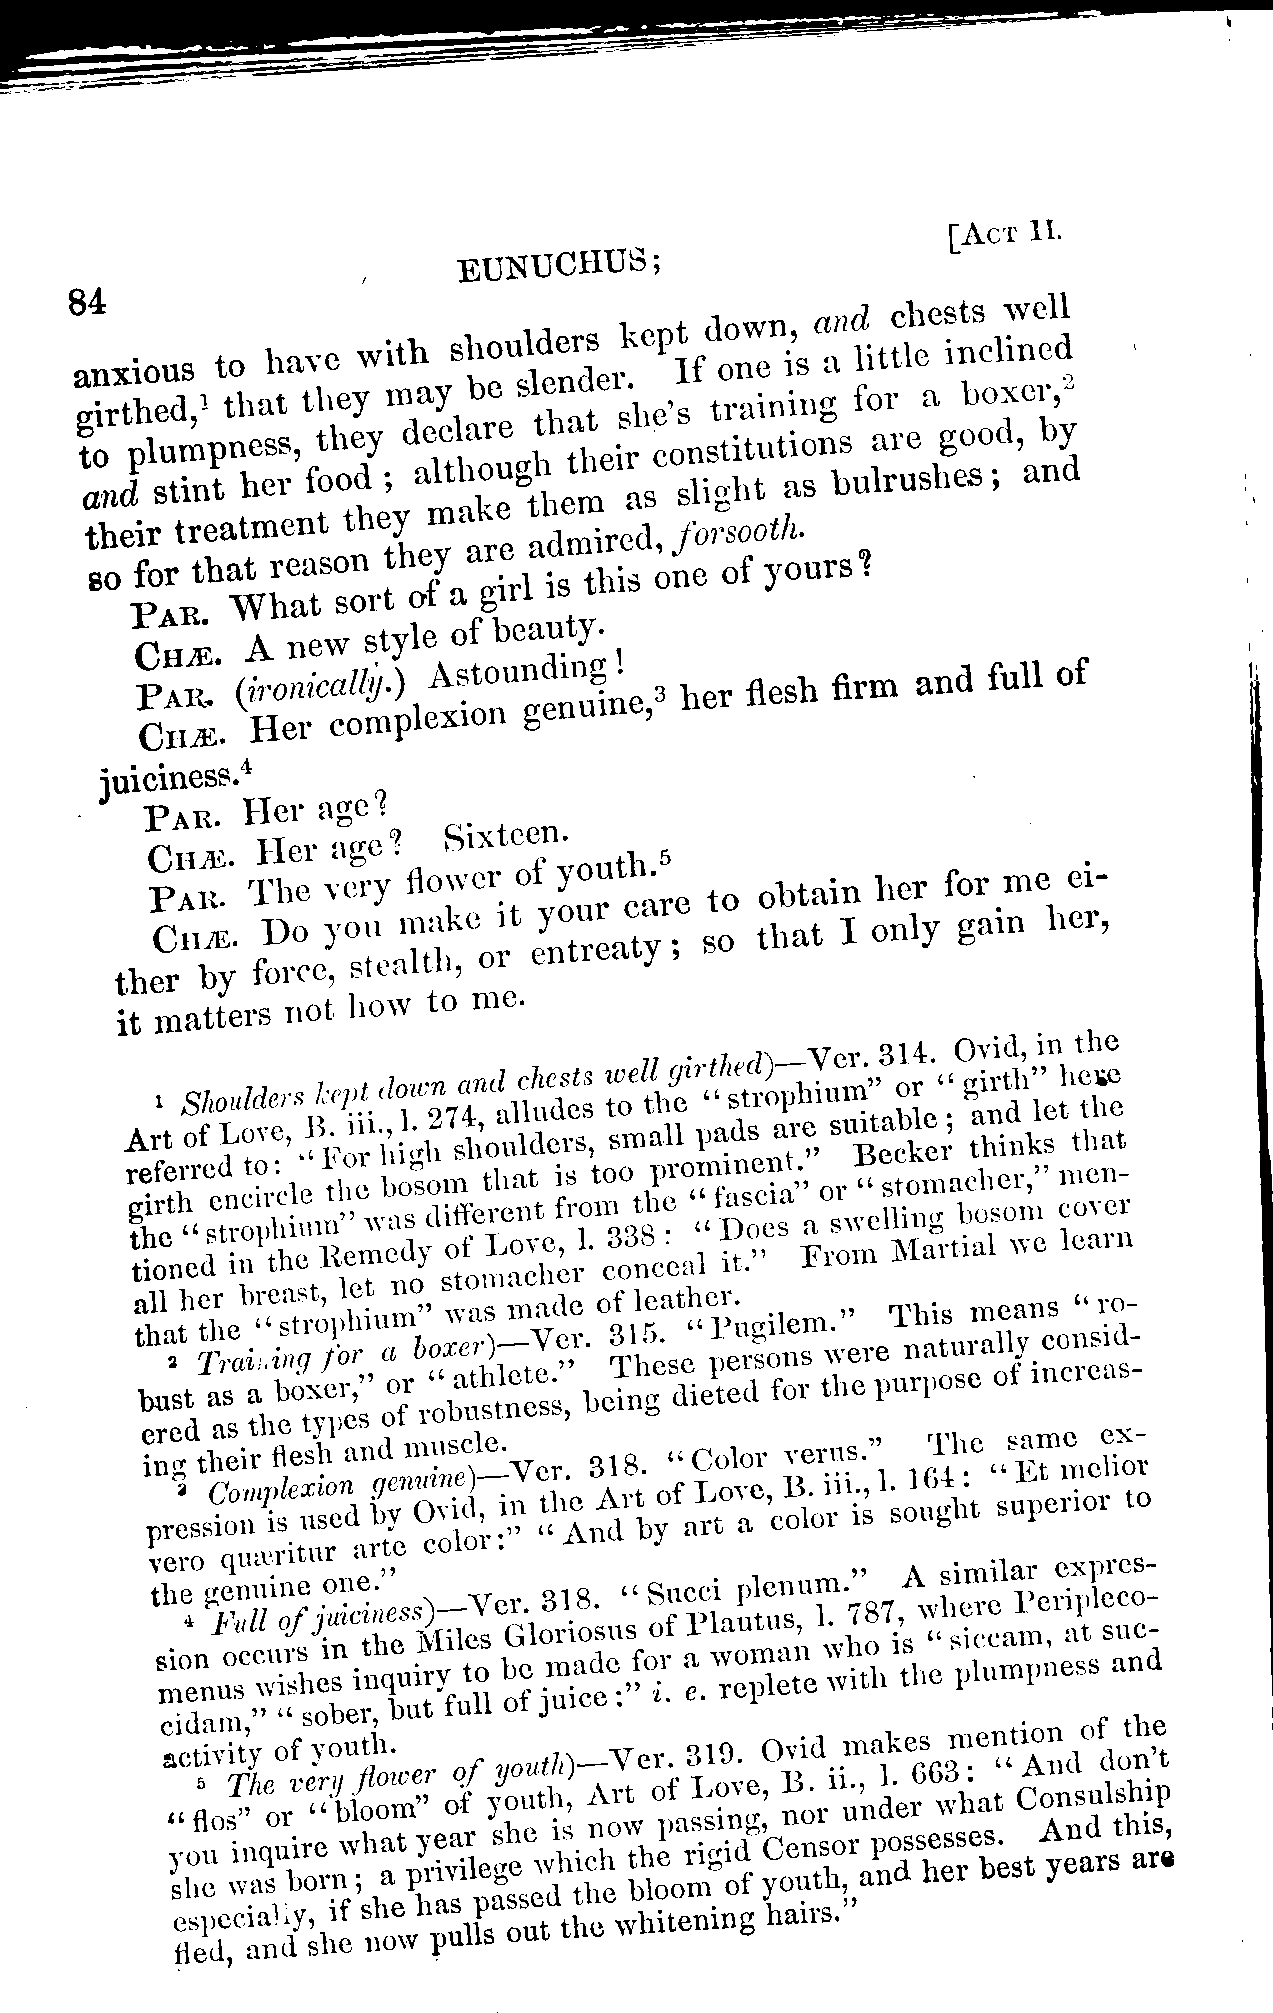 84 EUNUCHUS; [ACT II.
anxious to have with shoulders kept down, and chests well
girthed,¹ that they may be slender. If one is a little inclined
to plumpness, they declare that she's training for a boxer,²
and stint her food; although their constitutions are good, by
their treatment they make them as slight as bulrushes; and
so for that reason they are admired, forsooth.
PAR. What sort of a girl is this one of yours?
CHÆ. A new style of beauty.
PAR. (ironically.) Astounding!
CHÆ. Her complexion genuine,³ her flesh firm and full of
juiciness.⁴
PAR. Her age?
CHÆ. Her age? Sixteen.
PAR. The very flower of youth.⁵
CHÆ. Do you make it your care to obtain her for me ei-
ther by force, stealth, or entreaty; so that I only gain her,
it matters not how to me.
¹ Shoulders kept down and chests well girthed)—Ver. 314. Ovid, in the
Art of Love, B. iii., l. 274, alludes to the "strophium" or "girth" here
referred to: "For high shoulders, small pads are suitable; and let the
girth encircle the bosom that is too prominent." Becker thinks that
the "strophium" was different from the "fascia" or "stomacher," men-
tioned in the Remedy of Love, l. 338: "Does a swelling bosom cover
all her breast, let no stomacher conceal it." From Martial we learn
that the "strophium" was made of leather.
² Training for a boxer)—Ver. 315. "Pugilem." This means "ro-
bust as a boxer," or "athlete." These persons were naturally consid-
ered as the types of robustness, being dieted for the purpose of increas-
ing their flesh and muscle.
³ Complexion genuine)—Ver. 318. "Color verus." The same ex-
pression is used by Ovid, in the Art of Love, B. iii., l. 164: "Et melior
vero quæritur arte color:" "And by art a color is sought superior to
the genuine one."
⁴ Full of juiciness)—Ver. 318. "Succi plenum." A similar expres-
sion occurs in the Miles Gloriosus of Plautus, l. 787, where Peripleco-
menus wishes inquiry to be made for a woman who is "siccam, at suc-
cidam," "sober, but full of juice:" i. e. replete with the plumpness and
activity of youth.
⁵ The very flower of youth)—Ver. 319. Ovid makes mention of the
"flos" or "bloom" of youth, Art of Love, B. ii., l. 663: "And don't
you inquire what year she is now passing, nor under what Consulship
she was born; a privilege which the rigid Censor possesses. And this,
especially, if she has passed the bloom of youth, and her best years are
fled, and she now pulls out the whitening hairs."